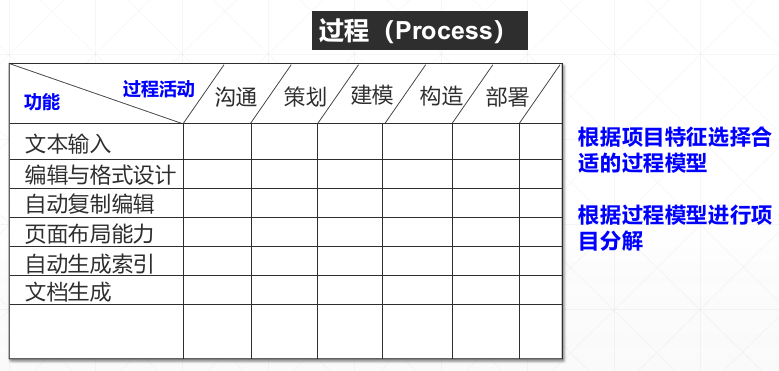 过程（Process）
过程活动
功能
沟通
策划
建模
构造
部署
文本输入
编辑与格式设计
自动复制编辑
页面布局能力
自动生成索引
文档生成
根据项目特征选择合
适的过程模型
根据过程模型进行项
目分解